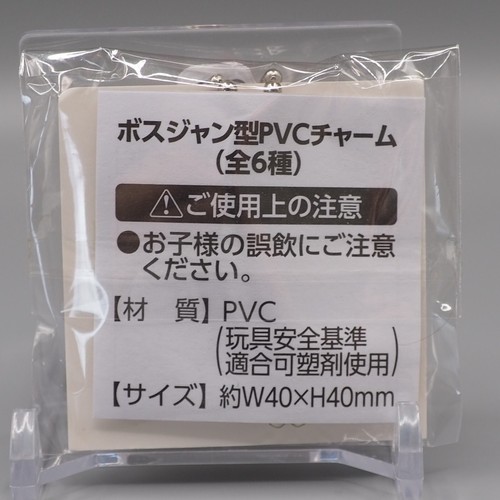 ボスジャン型PVCチャーム
（全6種）
⚠ご使用上の注意
●お子様の誤飲にご注意
ください。
【材　質】PVC
（玩具安全基準
適合可塑剤使用）
【サイズ】約W40×H40mm